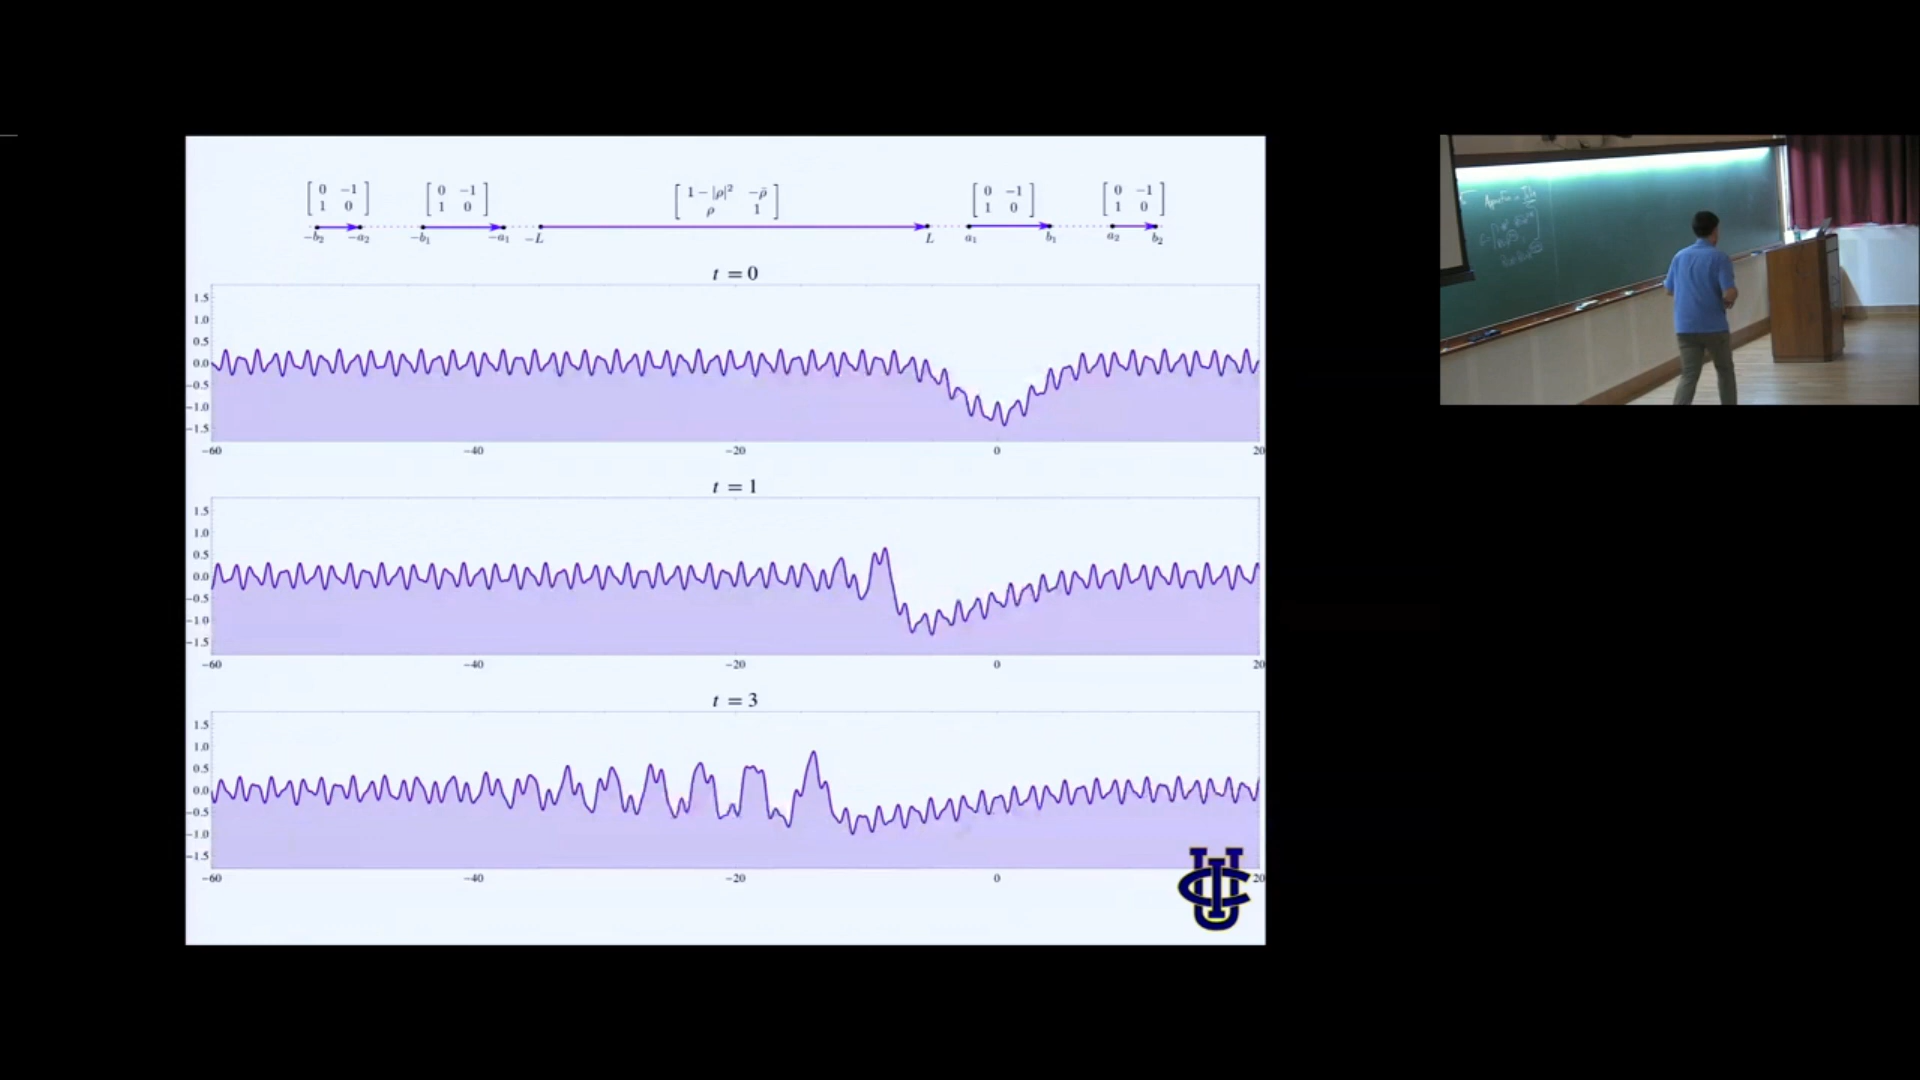 [0 −1 1 0] [0 −1 1 0] [1 − |ρ|² −ρ̄ ρ 1] [0 −1 1 0] [0 −1 1 0]
−b₂ −a₂ −b₁ −a₁ −L L a₁ b₁ a₂ b₂
t = 0
1.5
1.0
0.5
0.0
−0.5
−1.0
−1.5
−60 −40 −20 0 20
t = 1
1.5
1.0
0.5
0.0
−0.5
−1.0
−1.5
−60 −40 −20 0 20
t = 3
1.5
1.0
0.5
0.0
−0.5
−1.0
−1.5
−60 −40 −20 0 20
UCI